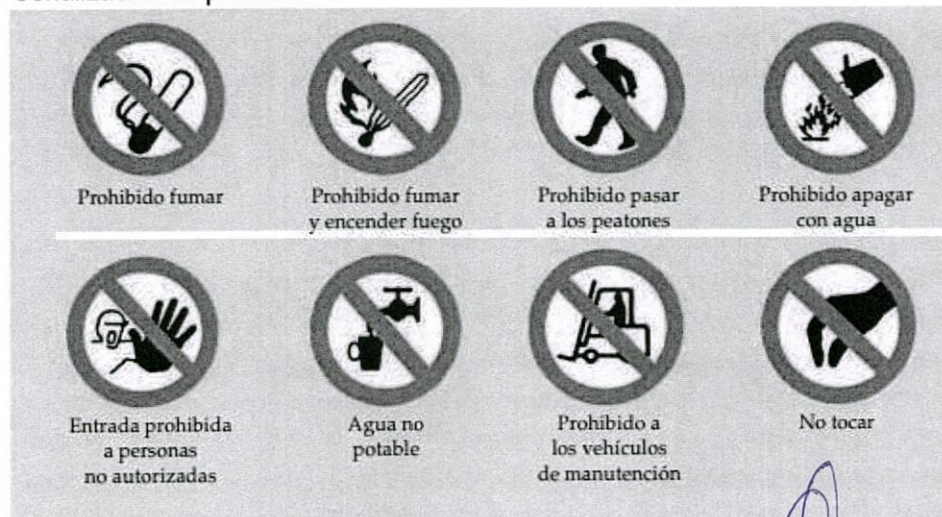 Prohibido fumar
Prohibido fumar
y encender fuego
Prohibido pasar
a los peatones
Prohibido apagar
con agua
Entrada prohibida
a personas
no autorizadas
Agua no
potable
Prohibido a
los vehículos
de manutención
No tocar